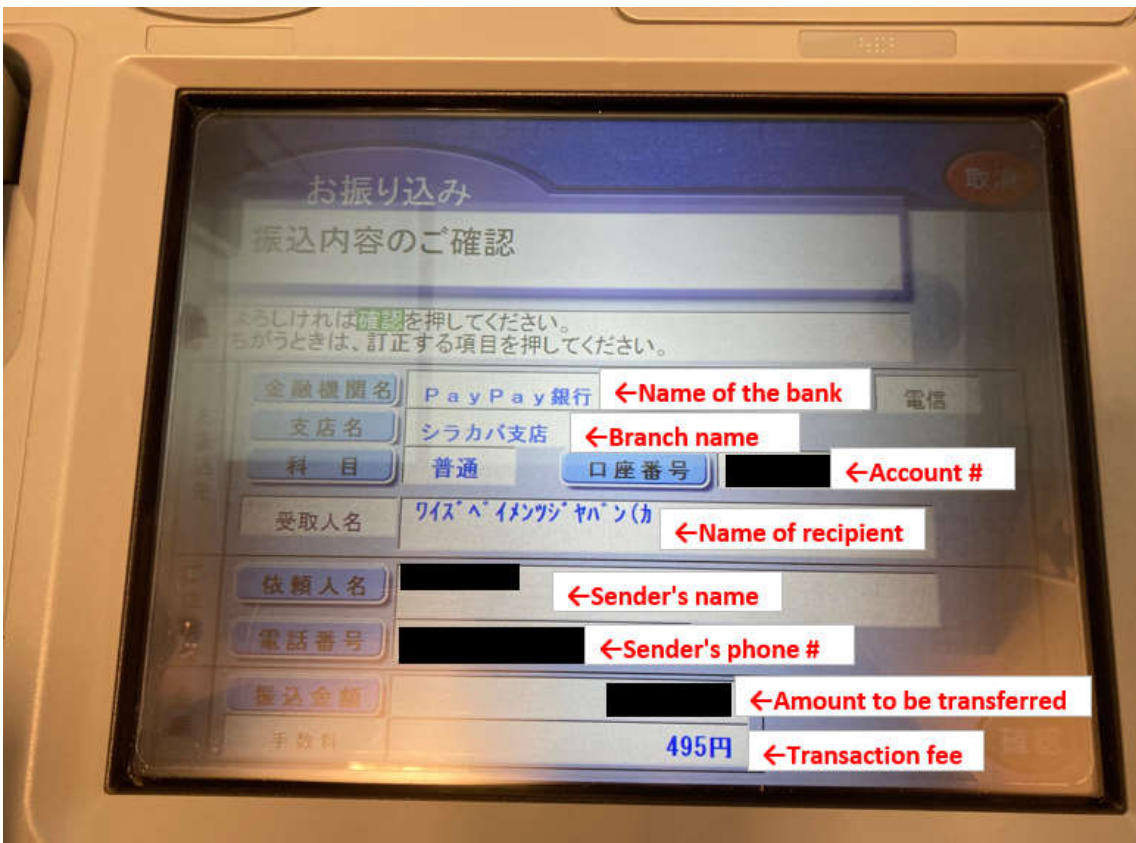 お振り込み
取消
振込内容のご確認
よろしければ確認を押してください。
ちがうときは、訂正する項目を押してください。
金融機関名 PayPay銀行 ←Name of the bank 電信
支店名 シラカバ支店 ←Branch name
科目 普通 口座番号 ←Account #
受取人名 ワイズペイメンツジヤパン(カ ←Name of recipient
依頼人名 ←Sender's name
電話番号 ←Sender's phone #
振込金額 ←Amount to be transferred
手数料 495円 ←Transaction fee
確認